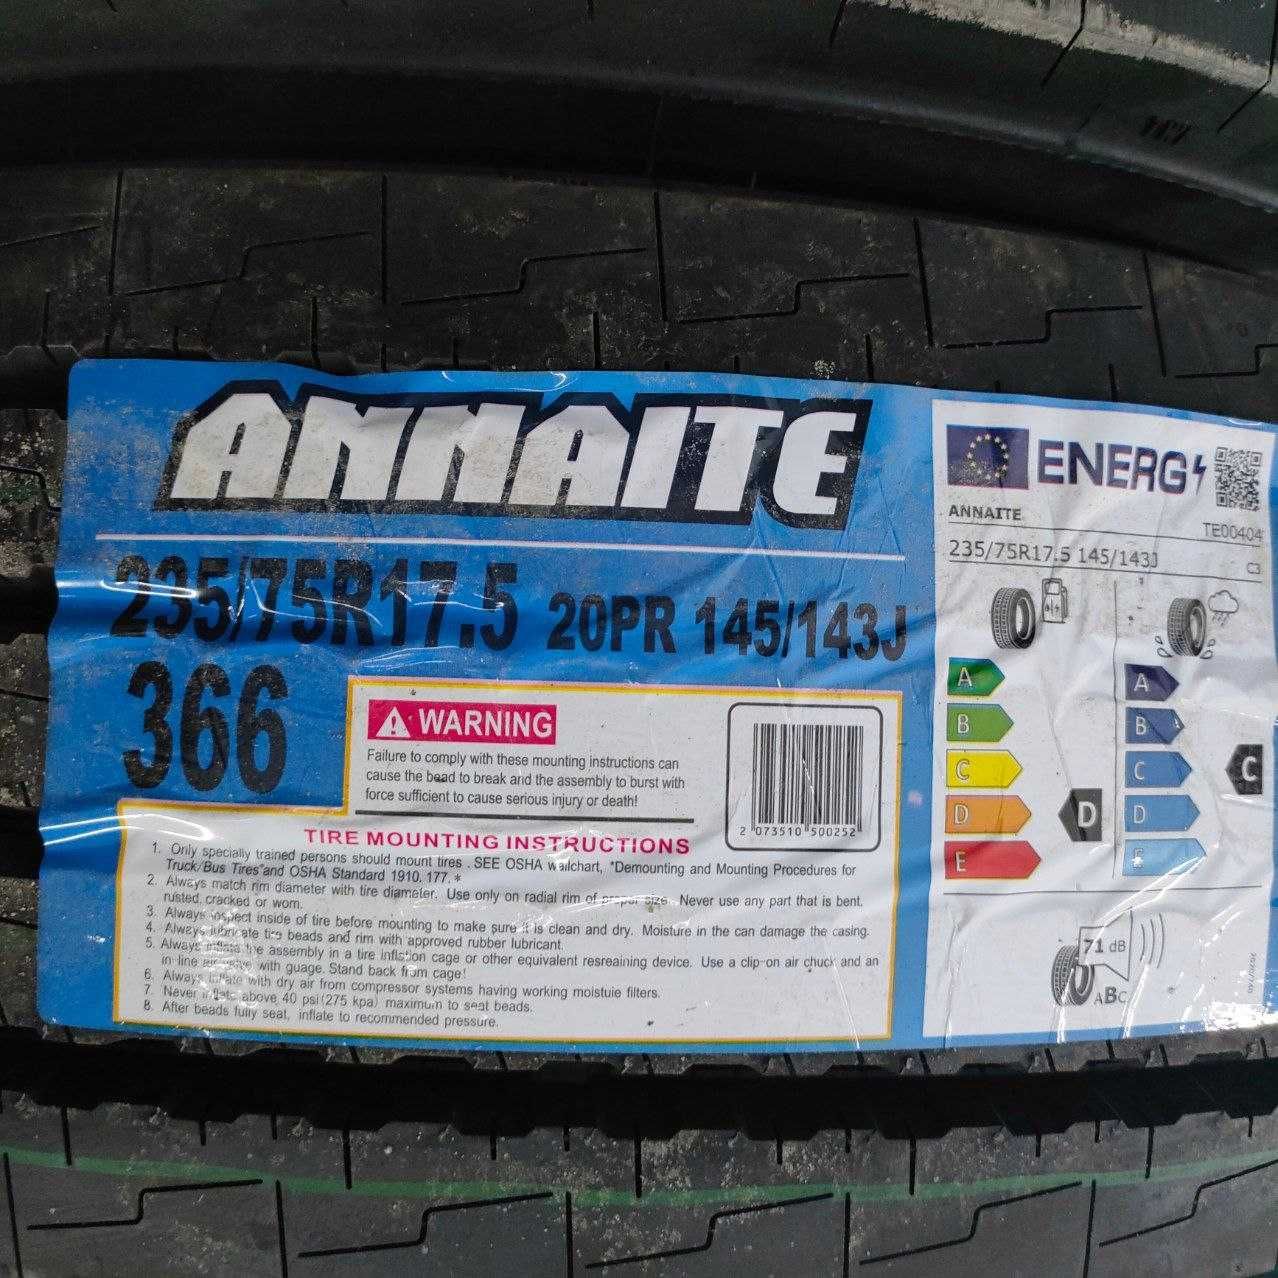 ANNAITE
235/75R17.5 20PR 145/143J
366
WARNING
Failure to comply with these mounting instructions can
cause the bead to break and the assembly to burst with
force sufficient to cause serious injury or death!
2 073510 500252
TIRE MOUNTING INSTRUCTIONS
1. Only specially trained persons should mount tires . SEE OSHA wallchart, "Demounting and Mounting Procedures for
Truck/Bus Tires"and OSHA Standard 1910. 177. *
2. Always match rim diameter with tire diameter. Use only on radial rim of proper size. Never use any part that is bent.
rusted. cracked or worn.
3. Always inspect inside of tire before mounting to make sure it is clean and dry. Moisture in the can damage the casing.
4. Always lubricate tire beads and rim with approved rubber lubricant.
5. Always inflate the assembly in a tire inflation cage or other equivalent resreaining device. Use a clip-on air chuck and an
in line air valve with guage. Stand back from cage!
6. Always inflate with dry air from compressor systems having working moistuie filters.
7. Never inflate above 40 psi(275 kpa) maximum to seat beads.
8. After beads fully seat, inflate to recommended pressure.
ENERG
ANNAITE
TE00404
235/75R17.5 145/143J
C3
A A
B B
C C C
D D D
E E
71 dB
ABC
2020/740